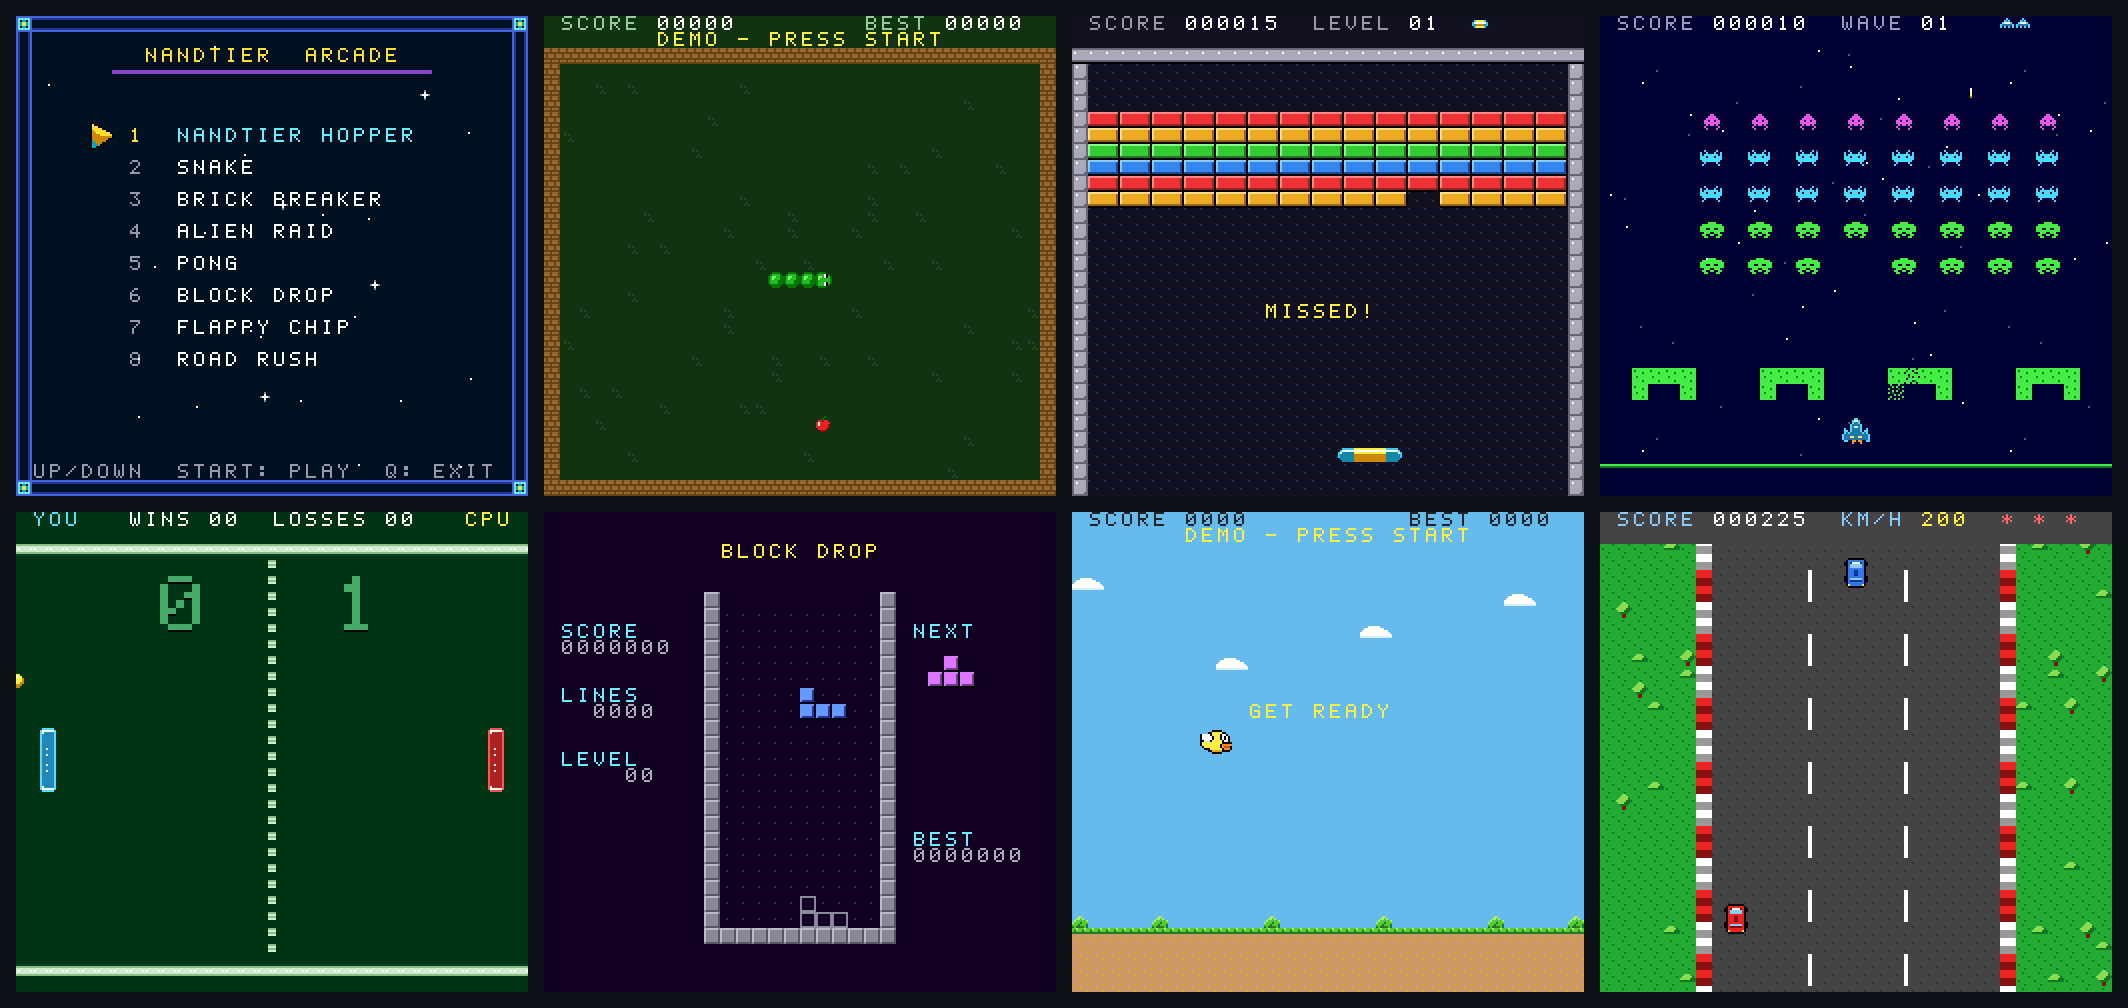 NANDTIER ARCADE
1 NANDTIER HOPPER
2 SNAKE
3 BRICK BREAKER
4 ALIEN RAID
5 PONG
6 BLOCK DROP
7 FLAPPY CHIP
8 ROAD RUSH
UP/DOWN START: PLAY Q: EXIT
SCORE 00000 BEST 00000
DEMO - PRESS START
SCORE 000015 LEVEL 01
MISSED!
SCORE 000010 WAVE 01
YOU WINS 00 LOSSES 00 CPU
0 1
BLOCK DROP
SCORE
0000000
LINES
0000
LEVEL
00
NEXT
BEST
0000000
SCORE 0000 BEST 0000
DEMO - PRESS START
GET READY
SCORE 000225 KM/H 200 * * *